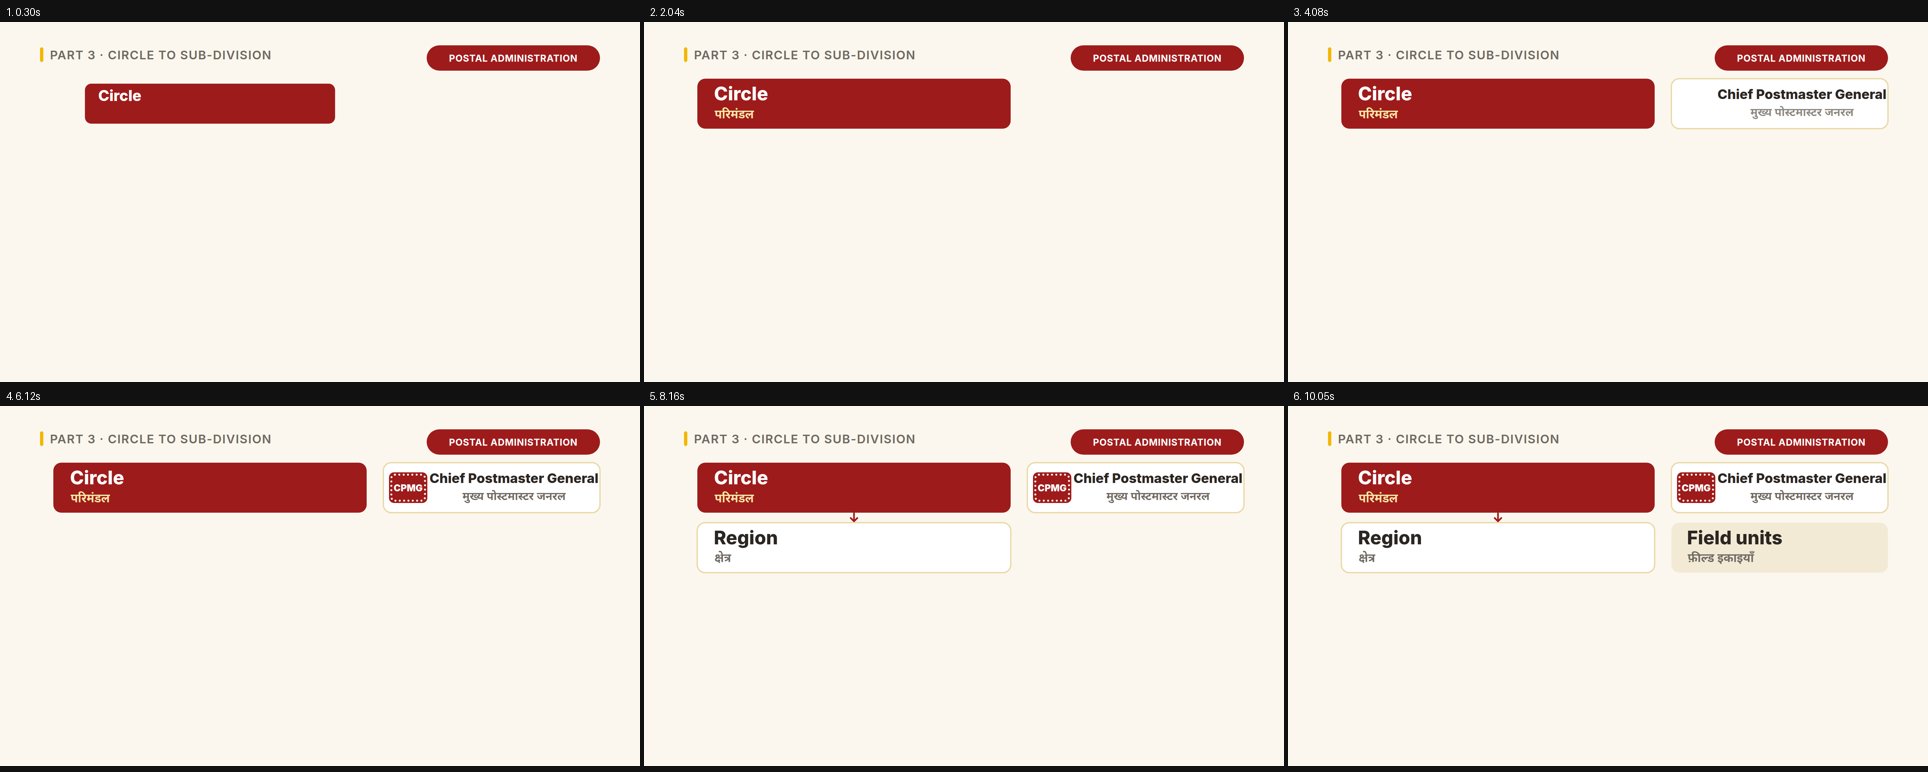 1. 0.30s
PART 3 · CIRCLE TO SUB-DIVISION
POSTAL ADMINISTRATION
Circle
2. 2.04s
PART 3 · CIRCLE TO SUB-DIVISION
POSTAL ADMINISTRATION
Circle
परिमंडल
3. 4.08s
PART 3 · CIRCLE TO SUB-DIVISION
POSTAL ADMINISTRATION
Circle
परिमंडल
Chief Postmaster General
मुख्य पोस्टमास्टर जनरल
4. 6.12s
PART 3 · CIRCLE TO SUB-DIVISION
POSTAL ADMINISTRATION
Circle
परिमंडल
CPMG
Chief Postmaster General
मुख्य पोस्टमास्टर जनरल
5. 8.16s
PART 3 · CIRCLE TO SUB-DIVISION
POSTAL ADMINISTRATION
Circle
परिमंडल
CPMG
Chief Postmaster General
मुख्य पोस्टमास्टर जनरल
Region
क्षेत्र
6. 10.05s
PART 3 · CIRCLE TO SUB-DIVISION
POSTAL ADMINISTRATION
Circle
परिमंडल
CPMG
Chief Postmaster General
मुख्य पोस्टमास्टर जनरल
Region
क्षेत्र
Field units
फ़ील्ड इकाइयाँ